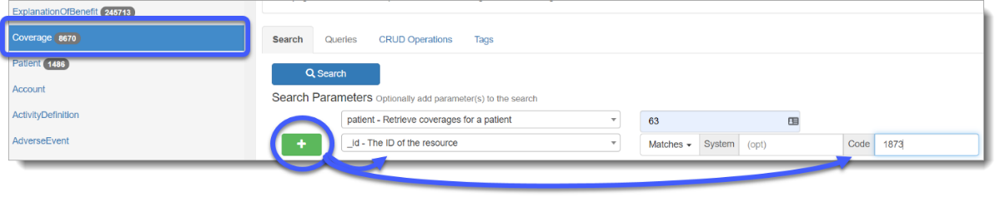 ExplanationOfBenefit 245713
Coverage 8670
Patient 1486
Account
ActivityDefinition
AdverseEvent
Search Queries CRUD Operations Tags
Search
Search Parameters Optionally add parameter(s) to the search
patient - Retrieve coverages for a patient 63
+ _id - The ID of the resource Matches System (opt) Code 1873